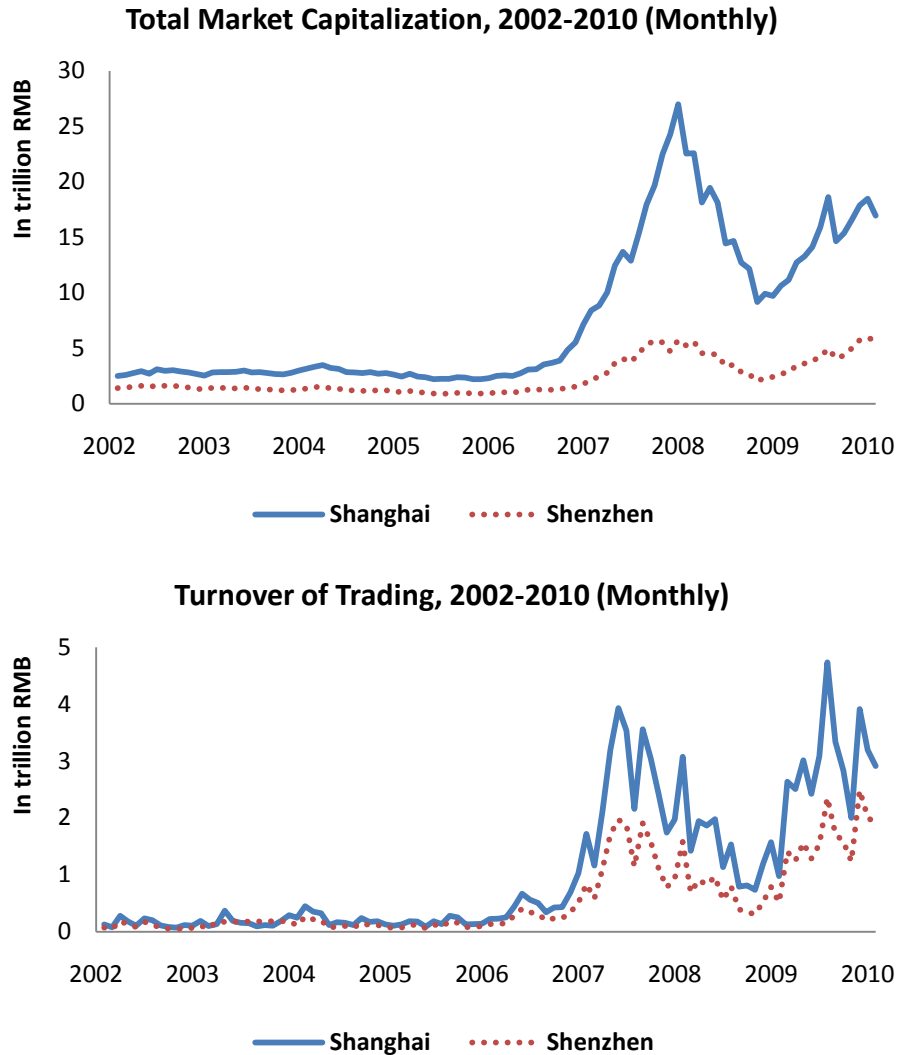 Total Market Capitalization, 2002-2010 (Monthly)
In trillion RMB
30
25
20
15
10
5
0
2002 2003 2004 2005 2006 2007 2008 2009 2010
Shanghai Shenzhen
Turnover of Trading, 2002-2010 (Monthly)
In trillion RMB
5
4
3
2
1
0
2002 2003 2004 2005 2006 2007 2008 2009 2010
Shanghai Shenzhen